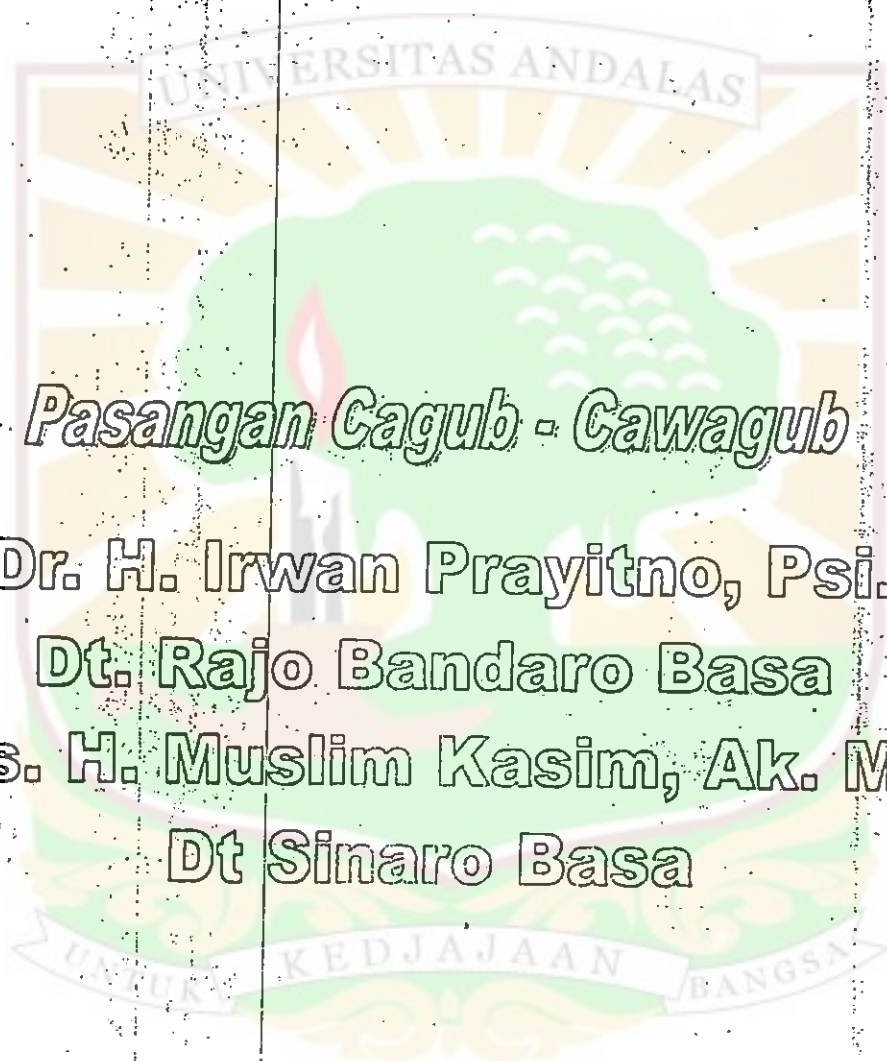 UNIVERSITAS ANDALAS
Pasangan Cagub - Cawagub
Dr. H. Irwan Prayitno, Psi.
Dt. Rajo Bandaro Basa
s. H. Muslim Kasim, Ak. M
Dt Sinaro Basa
UNTUK KEDJAJAAN BANGSA